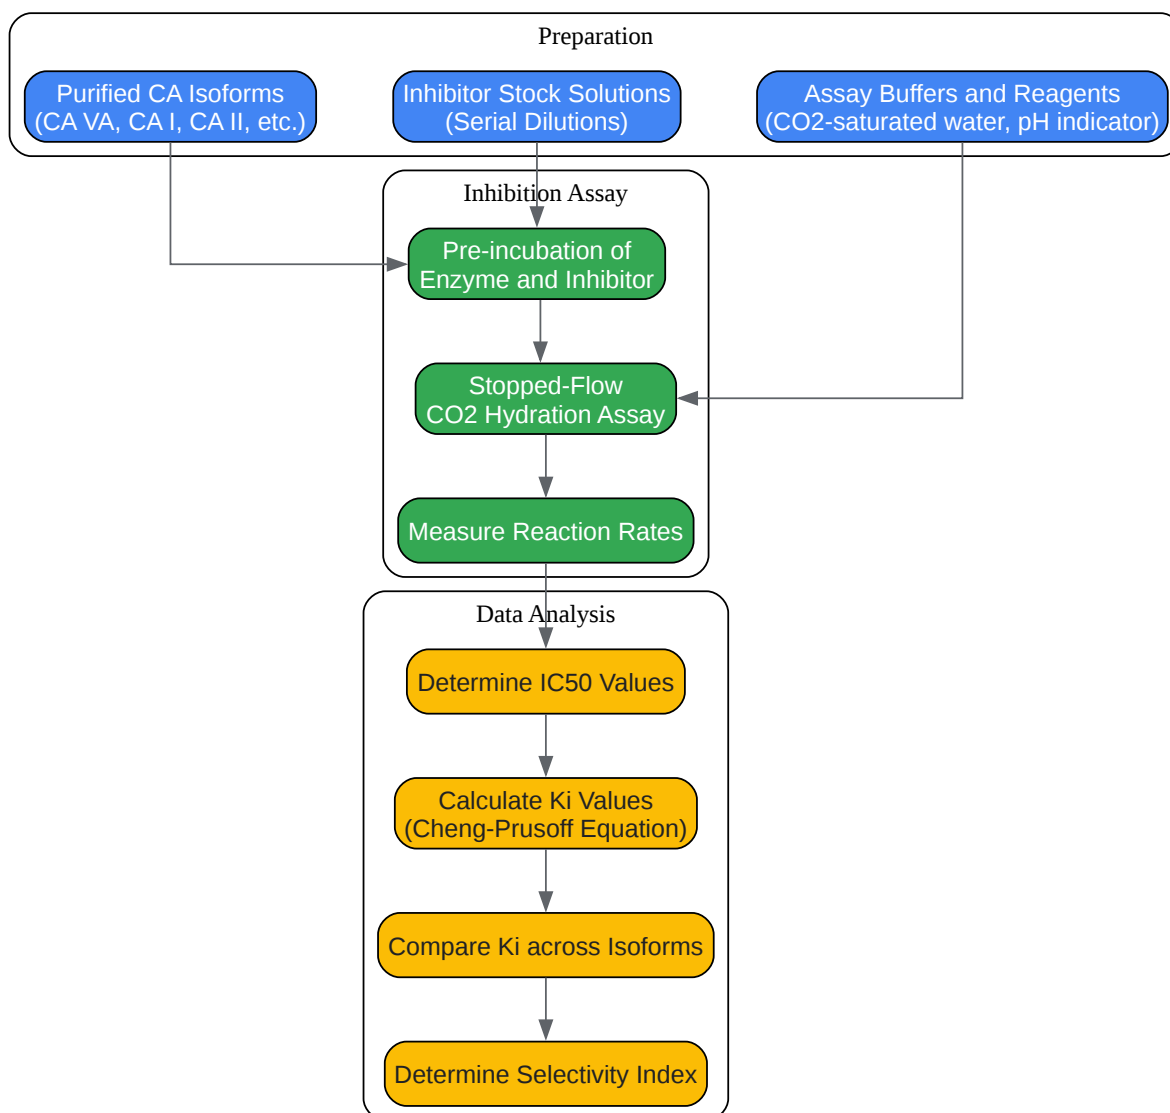 Preparation
Purified CA Isoforms
(CA VA, CA I, CA II, etc.)
Inhibitor Stock Solutions
(Serial Dilutions)
Assay Buffers and Reagents
(CO2-saturated water, pH indicator)
Inhibition Assay
Pre-incubation of
Enzyme and Inhibitor
Stopped-Flow
CO2 Hydration Assay
Measure Reaction Rates
Data Analysis
Determine IC50 Values
Calculate Ki Values
(Cheng-Prusoff Equation)
Compare Ki across Isoforms
Determine Selectivity Index